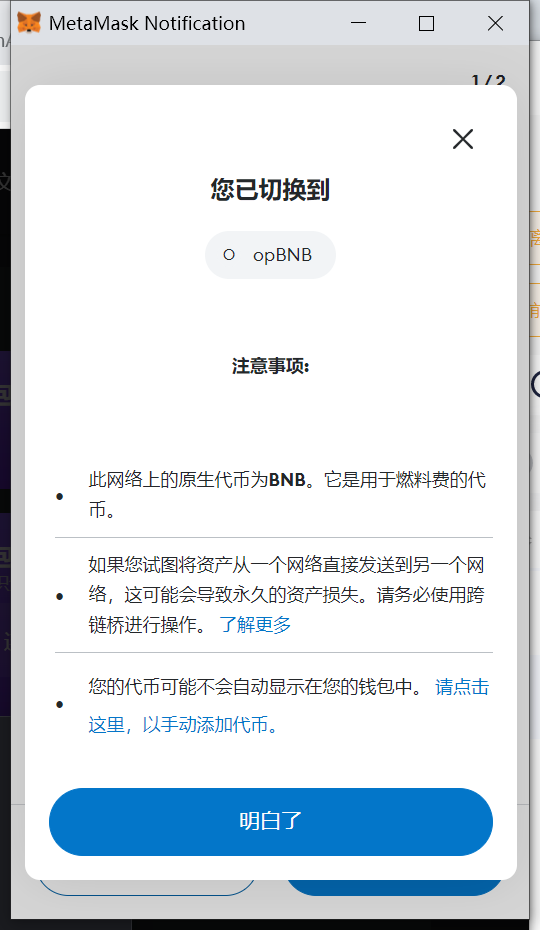 MetaMask Notification
1 / 2
您已切换到
O opBNB
注意事项:
此网络上的原生代币为BNB。它是用于燃料费的代
币。
如果您试图将资产从一个网络直接发送到另一个网
络，这可能会导致永久的资产损失。请务必使用跨
链桥进行操作。 了解更多
您的代币可能不会自动显示在您的钱包中。 请点击
这里，以手动添加代币。
明白了